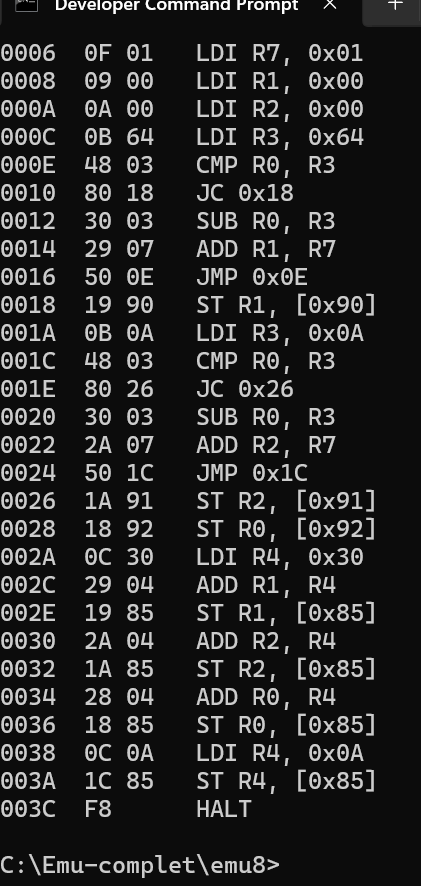 Developer Command Prompt × +
0006  0F 01   LDI R7, 0x01
0008  09 00   LDI R1, 0x00
000A  0A 00   LDI R2, 0x00
000C  0B 64   LDI R3, 0x64
000E  48 03   CMP R0, R3
0010  80 18   JC 0x18
0012  30 03   SUB R0, R3
0014  29 07   ADD R1, R7
0016  50 0E   JMP 0x0E
0018  19 90   ST R1, [0x90]
001A  0B 0A   LDI R3, 0x0A
001C  48 03   CMP R0, R3
001E  80 26   JC 0x26
0020  30 03   SUB R0, R3
0022  2A 07   ADD R2, R7
0024  50 1C   JMP 0x1C
0026  1A 91   ST R2, [0x91]
0028  18 92   ST R0, [0x92]
002A  0C 30   LDI R4, 0x30
002C  29 04   ADD R1, R4
002E  19 85   ST R1, [0x85]
0030  2A 04   ADD R2, R4
0032  1A 85   ST R2, [0x85]
0034  28 04   ADD R0, R4
0036  18 85   ST R0, [0x85]
0038  0C 0A   LDI R4, 0x0A
003A  1C 85   ST R4, [0x85]
003C  F8      HALT
C:\Emu-complet\emu8>